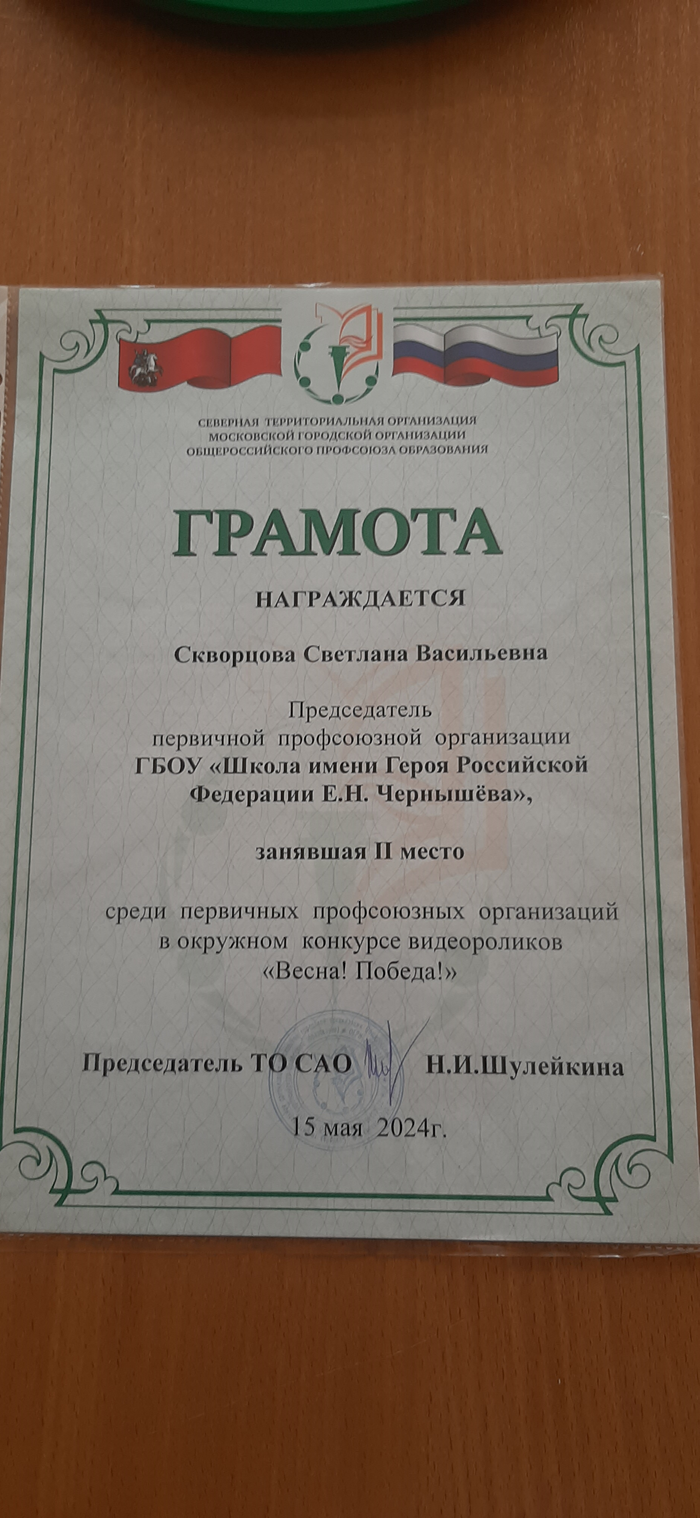 СЕВЕРНАЯ ТЕРРИТОРИАЛЬНАЯ ОРГАНИЗАЦИЯ
МОСКОВСКОЙ ГОРОДСКОЙ ОРГАНИЗАЦИИ
ОБЩЕРОССИЙСКОГО ПРОФСОЮЗА ОБРАЗОВАНИЯ
ГРАМОТА
НАГРАЖДАЕТСЯ
Скворцова Светлана Васильевна
Председатель
первичной профсоюзной организации
ГБОУ «Школа имени Героя Российской
Федерации Е.Н. Чернышёва»,
занявшая II место
среди первичных профсоюзных организаций
в окружном конкурсе видеороликов
«Весна! Победа!»
Председатель ТО САО Н.И.Шулейкина
15 мая 2024г.